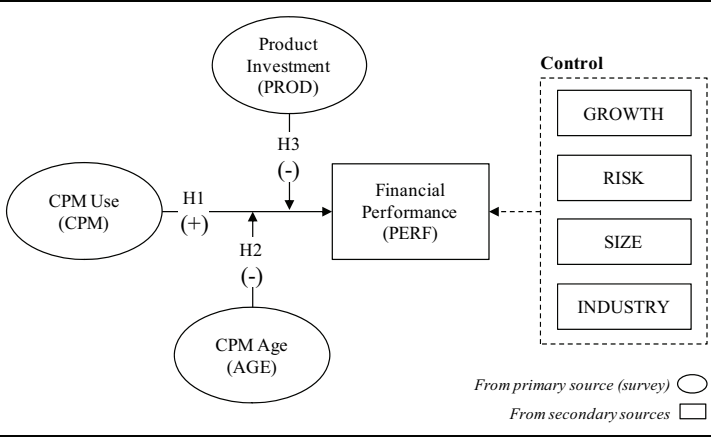 Product
Investment
(PROD)
Control
GROWTH
H3
(-)
RISK
CPM Use
(CPM)
H1
(+)
Financial
Performance
(PERF)
SIZE
H2
(-)
INDUSTRY
CPM Age
(AGE)
From primary source (survey)
From secondary sources